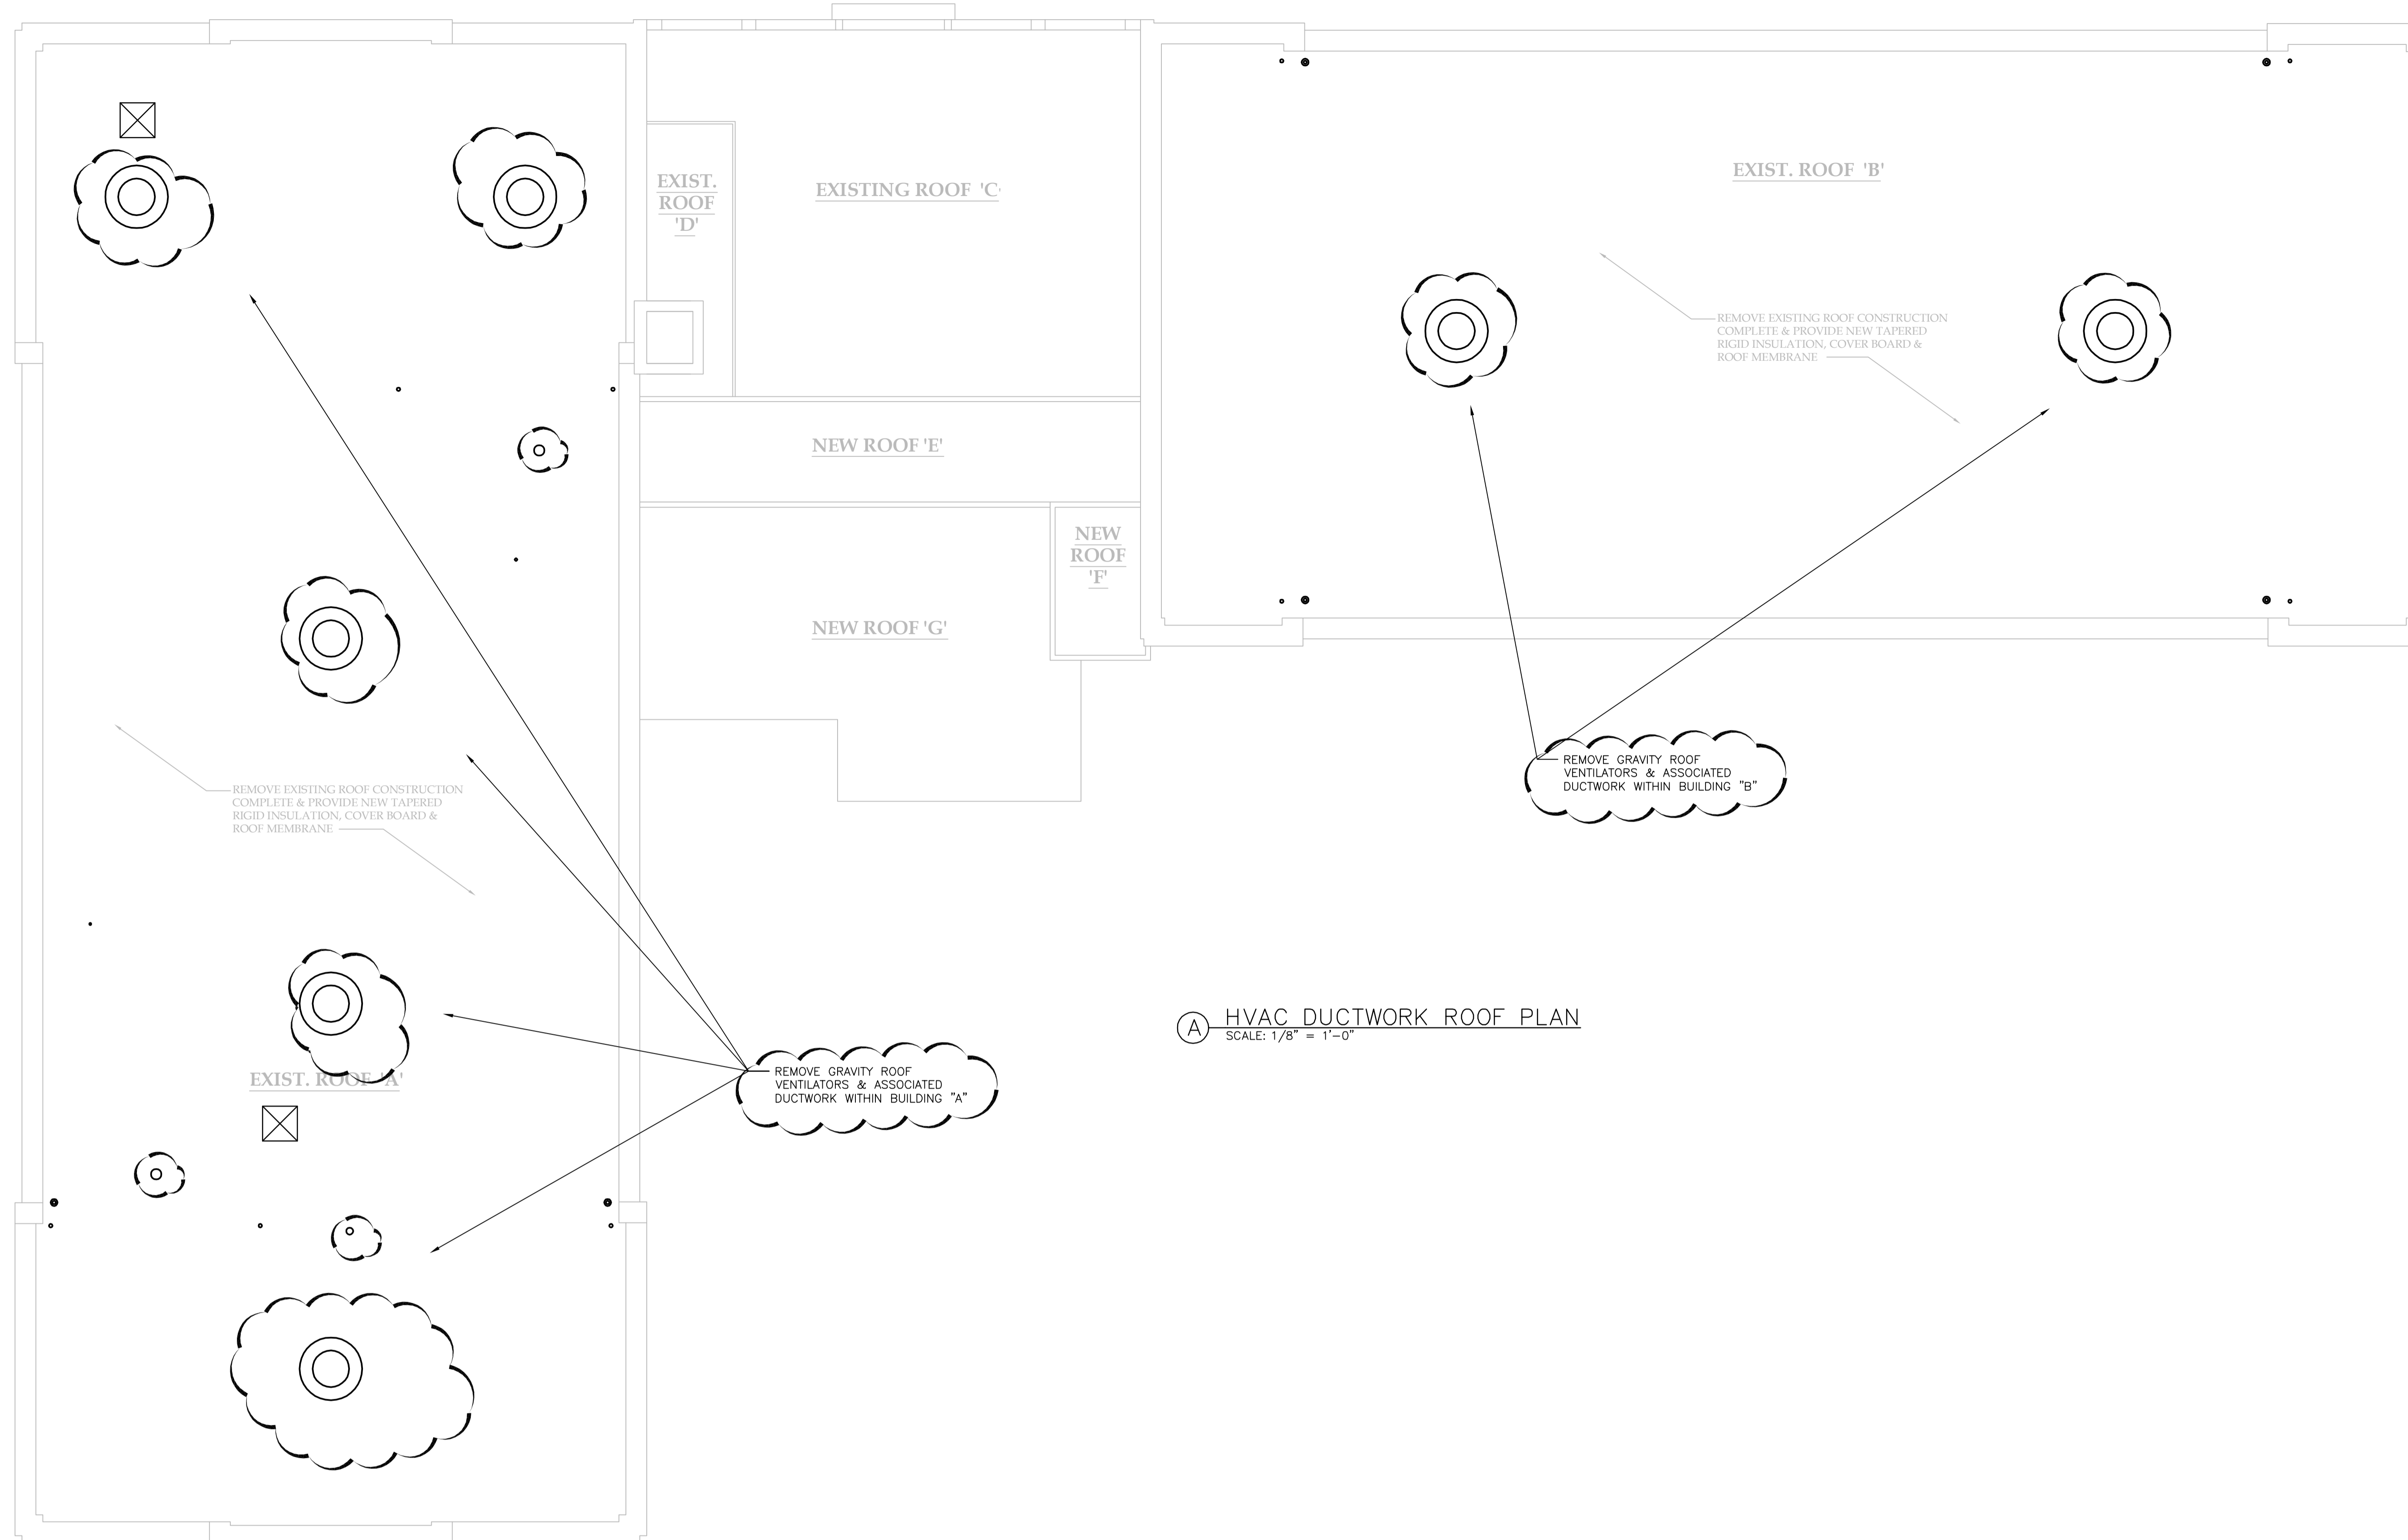 EXIST.
ROOF
'D'
EXISTING ROOF 'C'
EXIST. ROOF 'B'
REMOVE EXISTING ROOF CONSTRUCTION
COMPLETE & PROVIDE NEW TAPERED
RIGID INSULATION, COVER BOARD &
ROOF MEMBRANE
NEW ROOF 'E'
NEW
ROOF
'F'
NEW ROOF 'G'
REMOVE GRAVITY ROOF
VENTILATORS & ASSOCIATED
DUCTWORK WITHIN BUILDING "B"
REMOVE EXISTING ROOF CONSTRUCTION
COMPLETE & PROVIDE NEW TAPERED
RIGID INSULATION, COVER BOARD &
ROOF MEMBRANE
EXIST. ROOF 'A'
REMOVE GRAVITY ROOF
VENTILATORS & ASSOCIATED
DUCTWORK WITHIN BUILDING "A"
A HVAC DUCTWORK ROOF PLAN
SCALE: 1/8" = 1'-0"